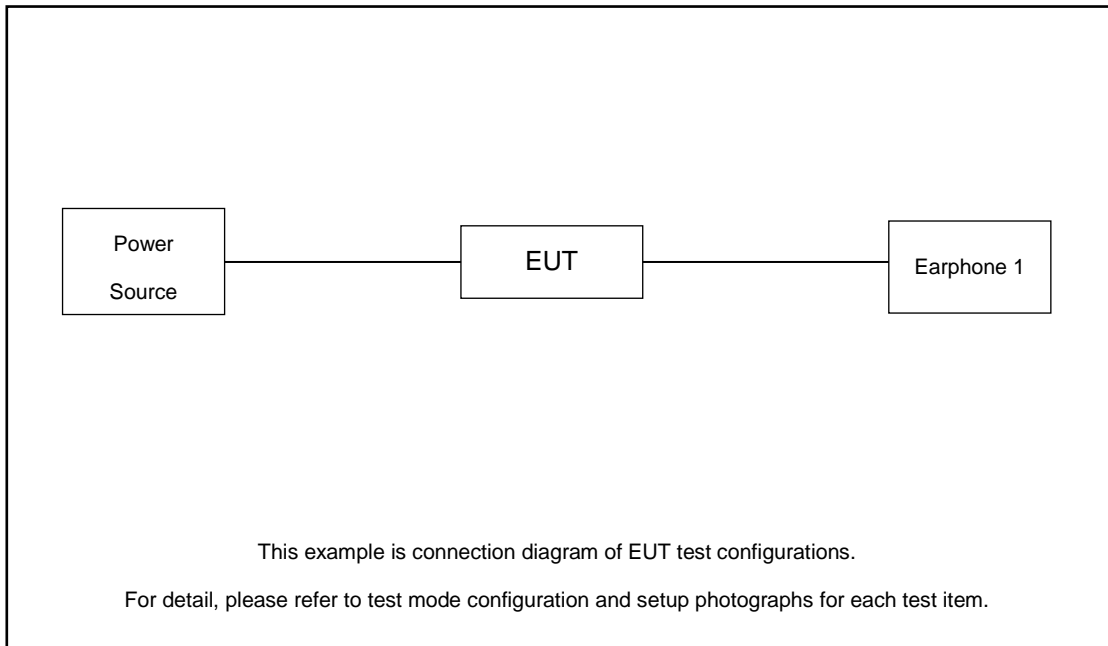 Power
Source
EUT
Earphone 1
This example is connection diagram of EUT test configurations.
For detail, please refer to test mode configuration and setup photographs for each test item.